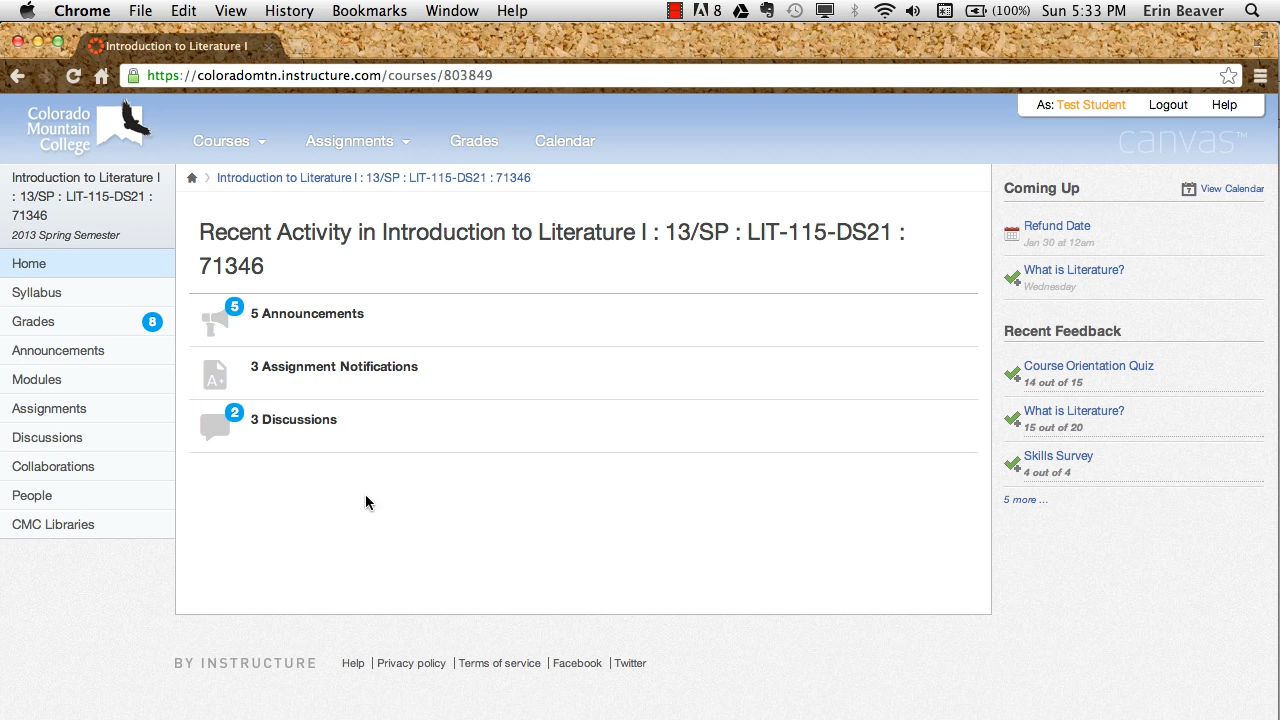 Chrome File Edit View History Bookmarks Window Help 8 (100%) Sun 5:33 PM Erin Beaver
Introduction to Literature I
https://coloradomtn.instructure.com/courses/803849
As: Test Student Logout Help
Colorado
Mountain
College
Courses Assignments Grades Calendar
canvas™
Introduction to Literature I
: 13/SP : LIT-115-DS21 :
71346
2013 Spring Semester
Home
Syllabus
Grades 8
Announcements
Modules
Assignments
Discussions
Collaborations
People
CMC Libraries
Introduction to Literature I : 13/SP : LIT-115-DS21 : 71346
Recent Activity in Introduction to Literature I : 13/SP : LIT-115-DS21 :
71346
5 5 Announcements
A+ 3 Assignment Notifications
2 3 Discussions
Coming Up 7 View Calendar
Refund Date
Jan 30 at 12am
What is Literature?
Wednesday
Recent Feedback
Course Orientation Quiz
14 out of 15
What is Literature?
15 out of 20
Skills Survey
4 out of 4
5 more ...
BY INSTRUCTURE Help Privacy policy Terms of service Facebook Twitter